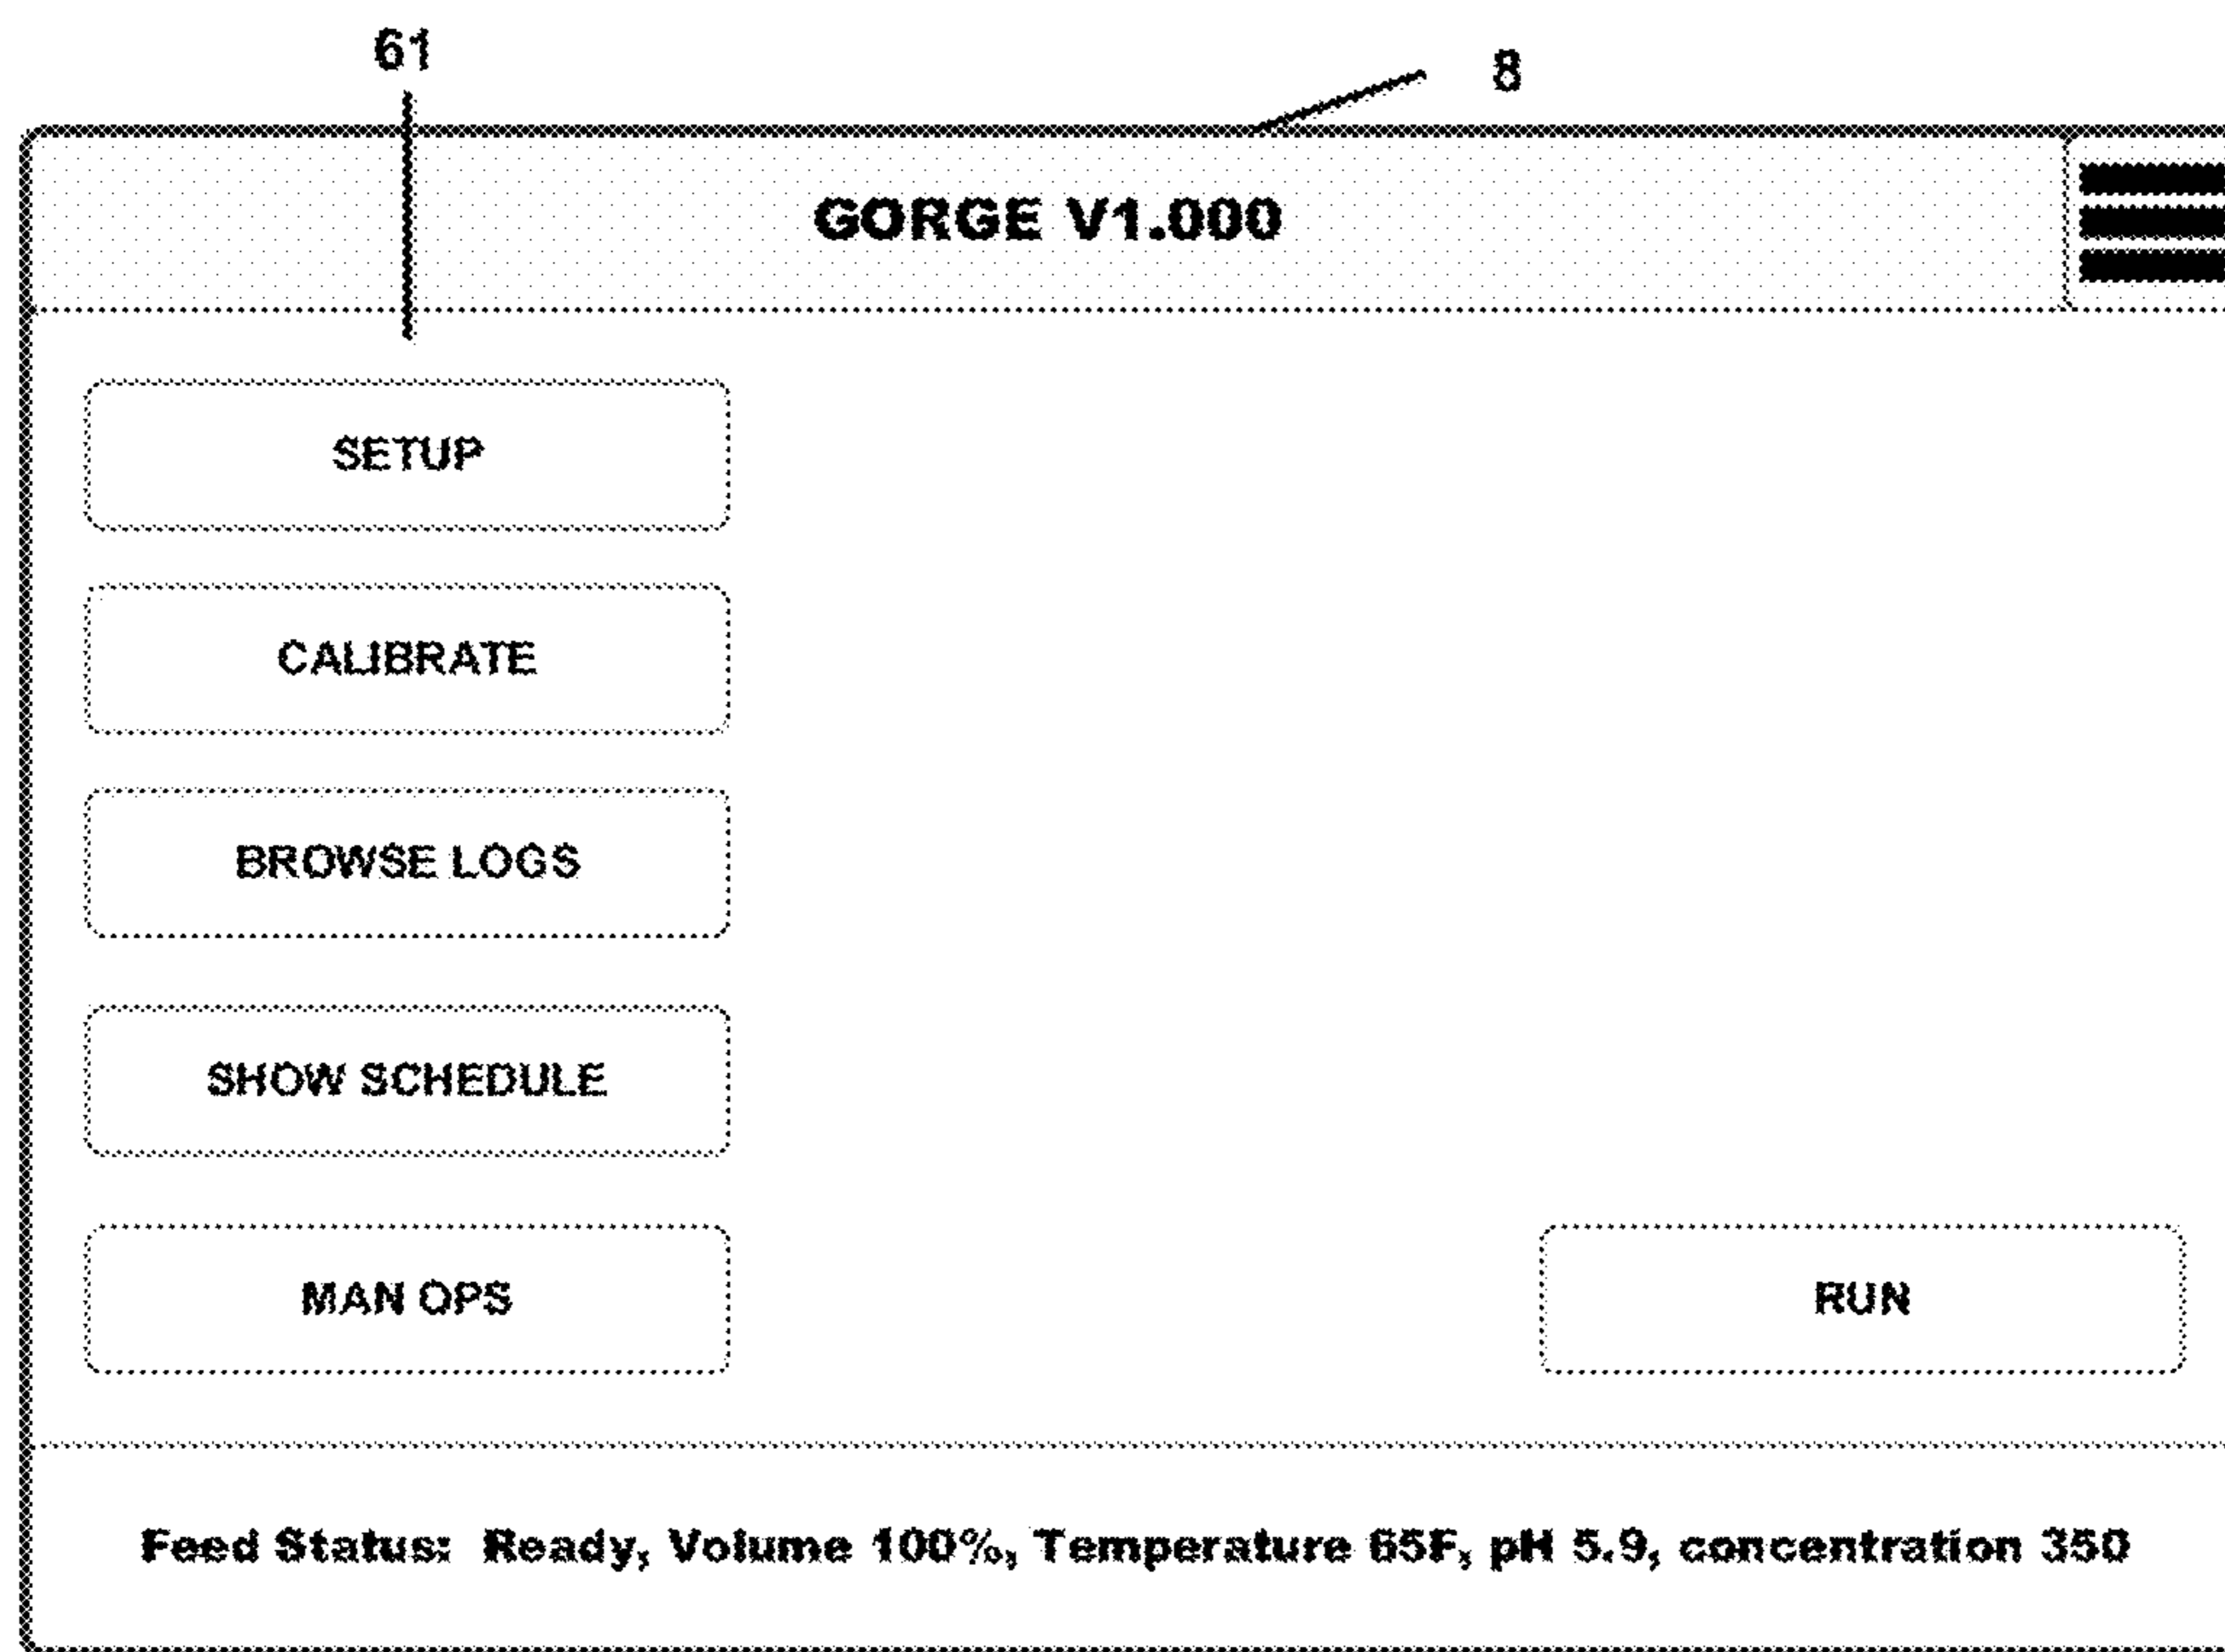 61
8
GORGE V1.000
SETUP
CALIBRATE
BROWSE LOGS
SHOW SCHEDULE
MAN OPS
RUN
Feed Status: Ready, Volume 100%, Temperature 65F, pH 5.9, concentration 350